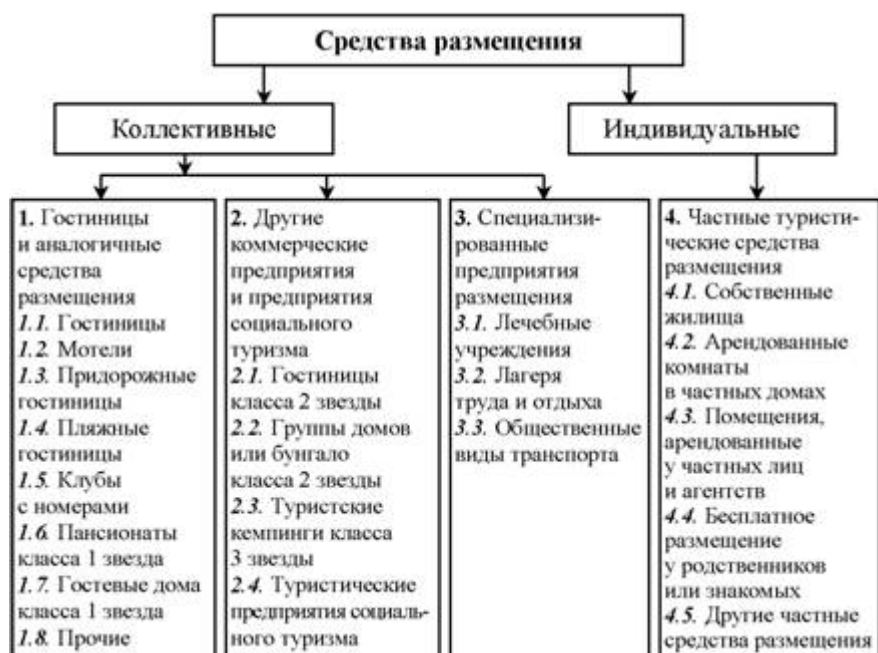 Средства размещения
Коллективные
Индивидуальные
1. Гостиницы
и аналогичные
средства
размещения
1.1. Гостиницы
1.2. Мотели
1.3. Придорожные
гостиницы
1.4. Пляжные
гостиницы
1.5. Клубы
с номерами
1.6. Пансионаты
класса 1 звезда
1.7. Гостевые дома
класса 1 звезда
1.8. Прочие
2. Другие
коммерческие
предприятия
и предприятия
социального
туризма
2.1. Гостиницы
класса 2 звезды
2.2. Группы домов
или бунгало
класса 2 звезды
2.3. Туристские
кемпинги класса
3 звезды
2.4. Туристические
предприятия социаль-
ного туризма
3. Специализи-
рованные
предприятия
размещения
3.1. Лечебные
учреждения
3.2. Лагеря
труда и отдыха
3.3. Общественные
виды транспорта
4. Частные туристи-
ческие средства
размещения
4.1. Собственные
жилища
4.2. Арендованные
комнаты
в частных домах
4.3. Помещения,
арендованные
у частных лиц
и агентств
4.4. Бесплатное
размещение
у родственников
или знакомых
4.5. Другие частные
средства размещения